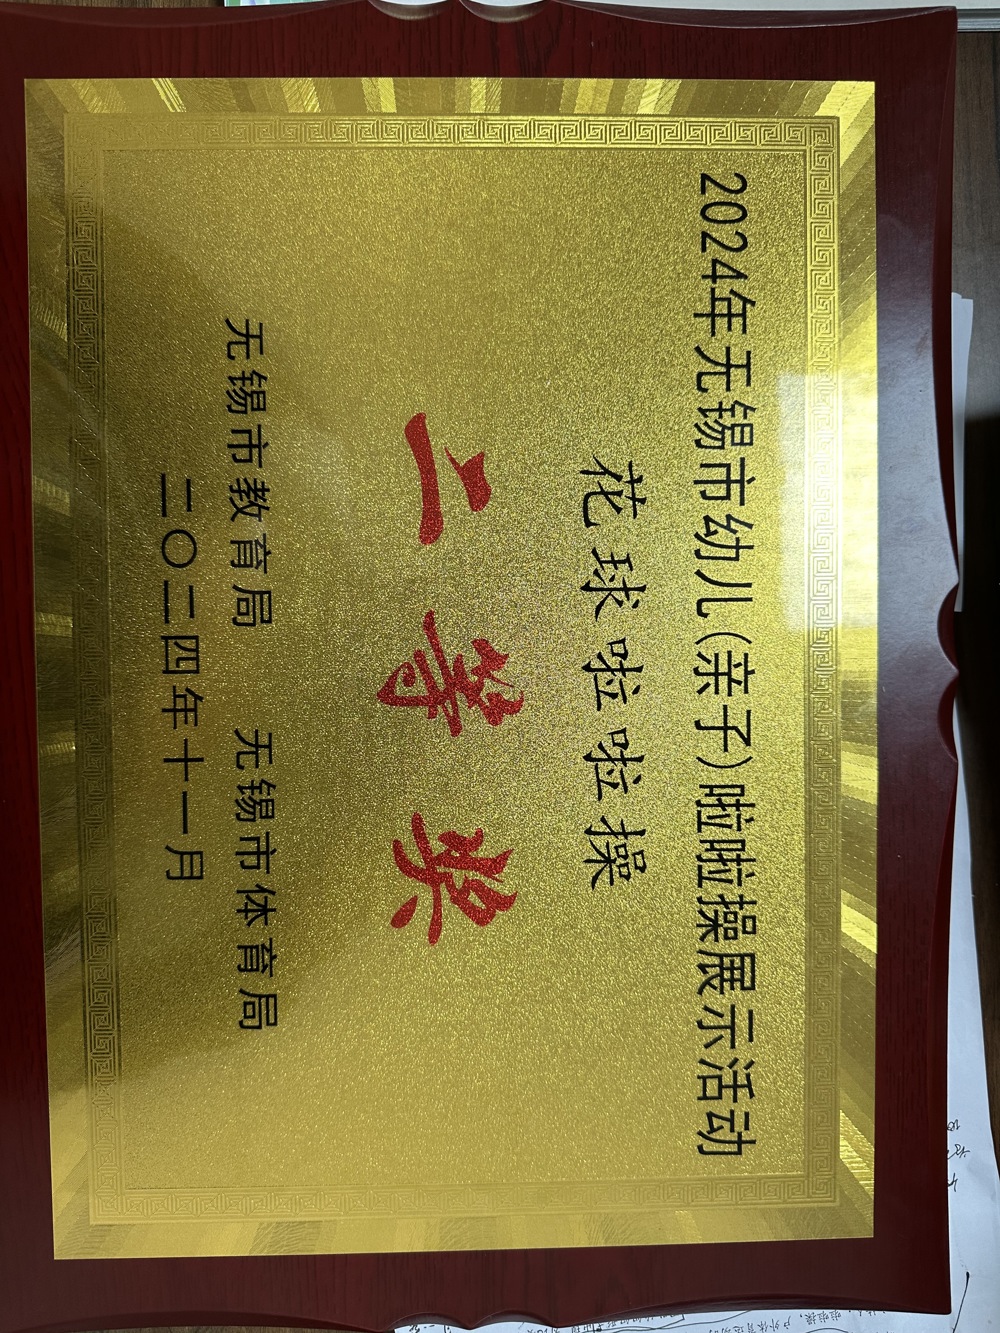 2024年无锡市幼儿(亲子)啦啦操展示活动
花球啦啦操
二等奖
无锡市教育局 无锡市体育局
二〇二四年十一月